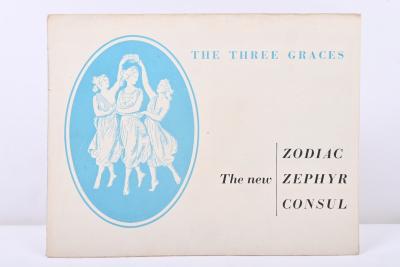 THE THREE GRACES
ZODIAC
The new ZEPHYR
CONSUL